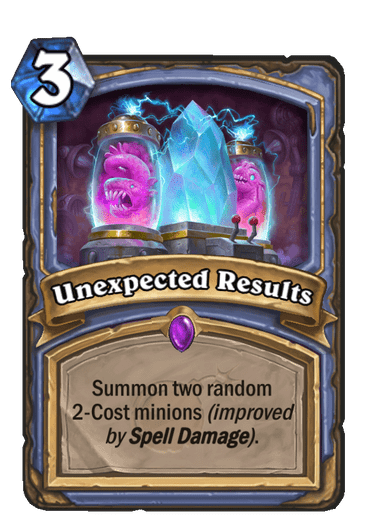 3
Unexpected Results
Summon two random
2-Cost minions (improved
by Spell Damage).